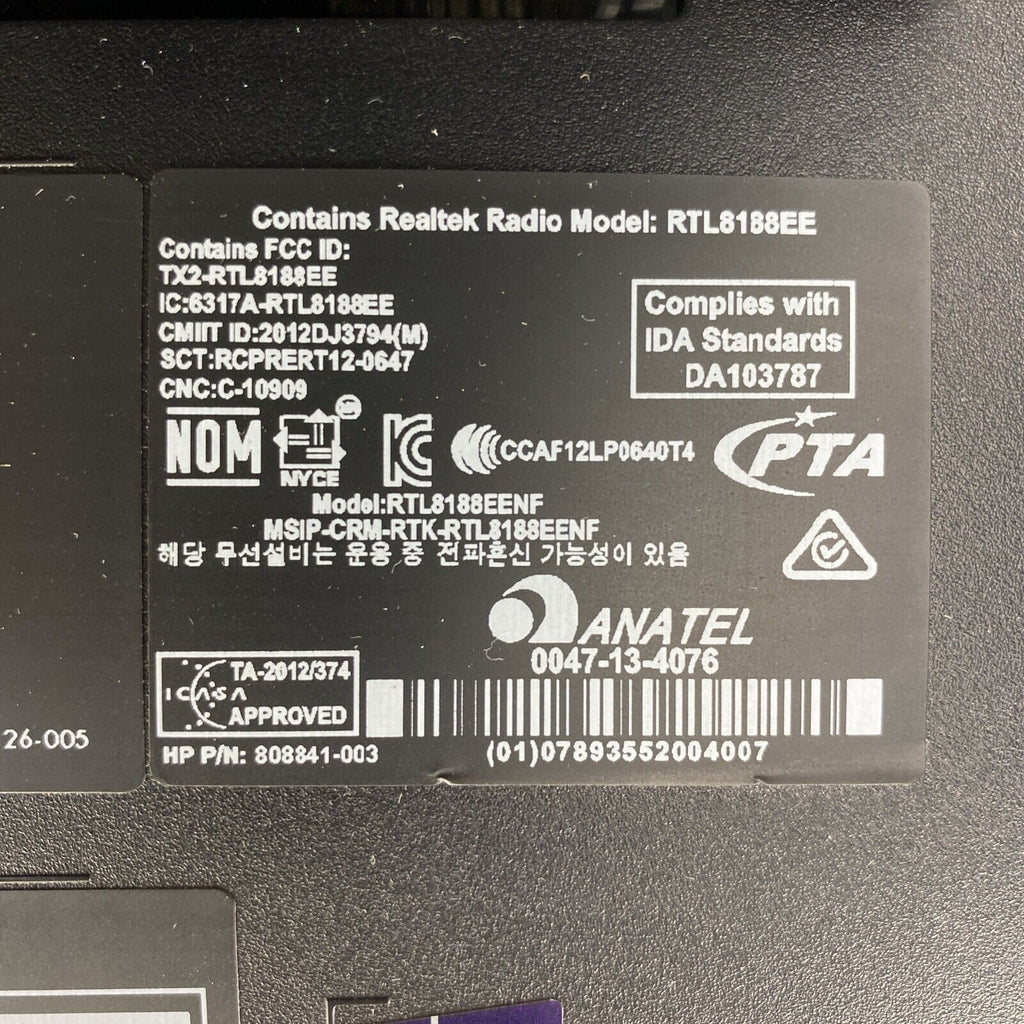 Contains Realtek Radio Model: RTL8188EE
Contains FCC ID:
TX2-RTL8188EE
IC:6317A-RTL8188EE
CMIIT ID:2012DJ3794(M)
SCT:RCPRERT12-0647
CNC:C-10909
Complies with
IDA Standards
DA103787
NOM
NYCE
CCAF12LP0640T4
PTA
Model:RTL8188EENF
MSIP-CRM-RTK-RTL8188EENF
해당 무선설비는 운용 중 전파혼신 가능성이 있음
ANATEL
0047-13-4076
TA-2012/374
ICASA
APPROVED
HP P/N: 808841-003
(01)07893552004007
26-005